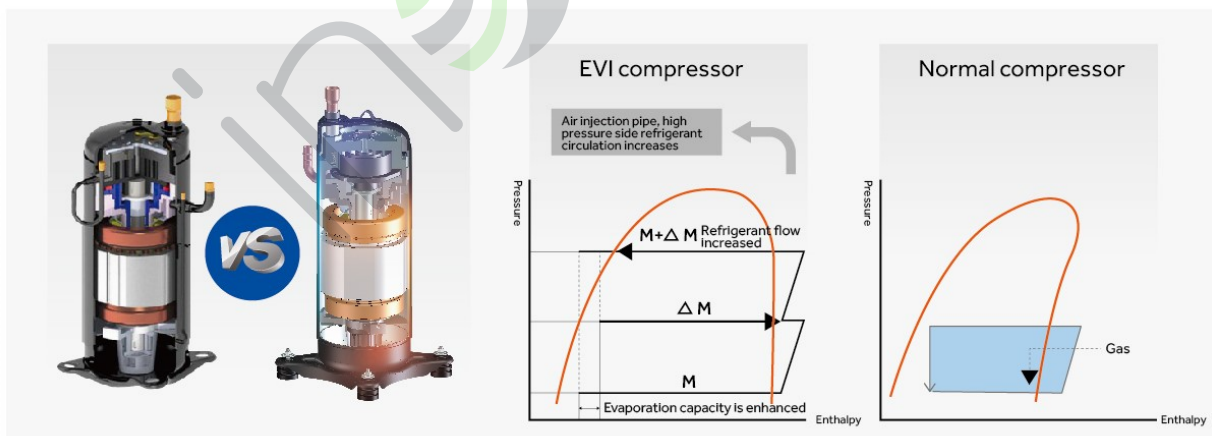 EVI compressor
Normal compressor
Air injection pipe, high
pressure side refrigerant
circulation increases
VS
Pressure
M+△ M Refrigerant flow
increased
△ M
M
Evaporation capacity is enhanced
Enthalpy
Pressure
Gas
Enthalpy